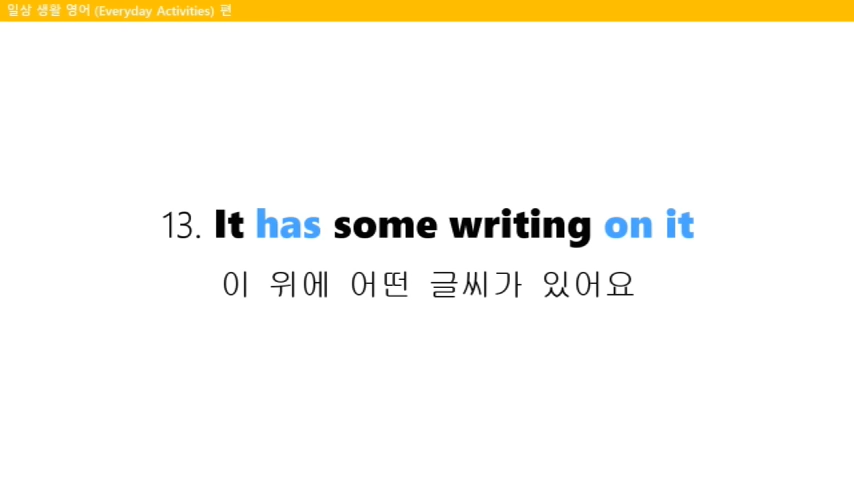 일상 생활 영어 (Everyday Activities) 편
13. It has some writing on it
이 위에 어떤 글씨가 있어요